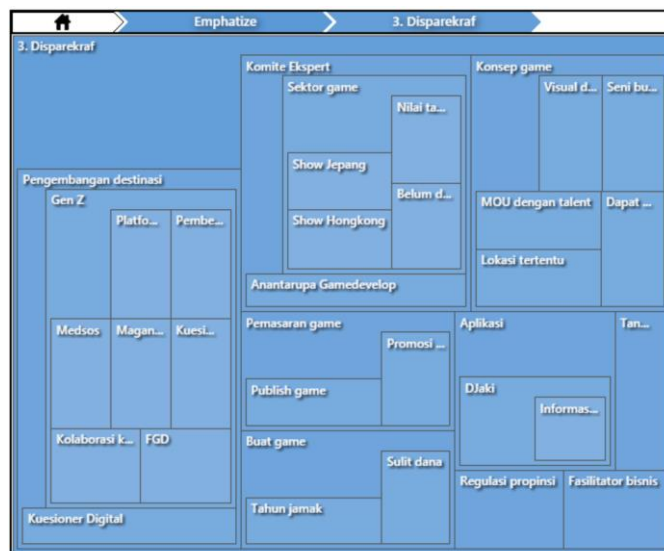 Emphatize
3. Disparekraf
3. Disparekraf
Pengembangan destinasi
Gen Z
Platfo...
Pembe...
Medsos
Magan...
Kuesi...
Kolaborasi k...
FGD
Kuesioner Digital
Komite Ekspert
Sektor game
Nilai ta...
Show Jepang
Belum d...
Show Hongkong
Anantarupa Gamedevelop
Konsep game
Visual d...
Seni bu...
MOU dengan talent
Dapat ...
Lokasi tertentu
Pemasaran game
Promosi ...
Publish game
Buat game
Sulit dana
Tahun jamak
Aplikasi
DJaki
Informas...
Tan...
Regulasi propinsi
Fasilitator bisnis